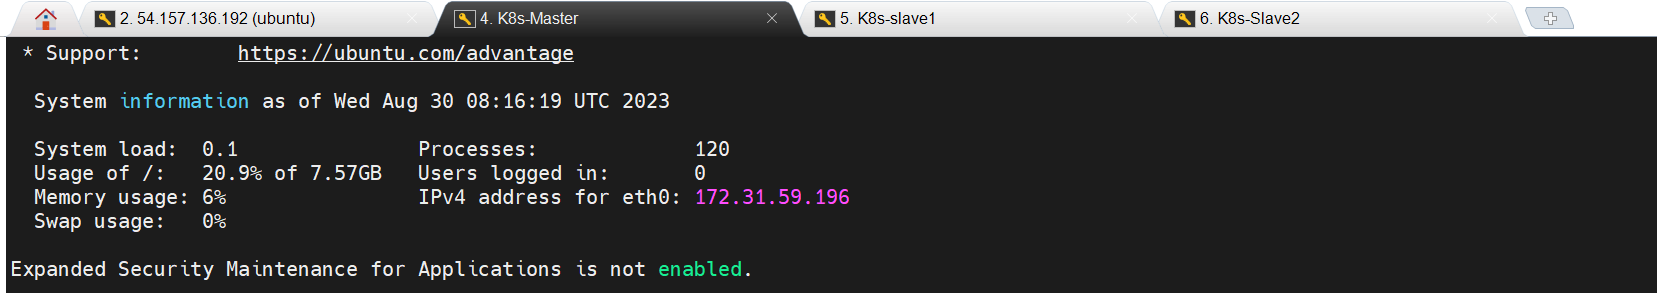 2. 54.157.136.192 (ubuntu)
4. K8s-Master
5. K8s-slave1
6. K8s-Slave2
* Support: https://ubuntu.com/advantage
System information as of Wed Aug 30 08:16:19 UTC 2023
System load: 0.1 Processes: 120
Usage of /: 20.9% of 7.57GB Users logged in: 0
Memory usage: 6% IPv4 address for eth0: 172.31.59.196
Swap usage: 0%
Expanded Security Maintenance for Applications is not enabled.